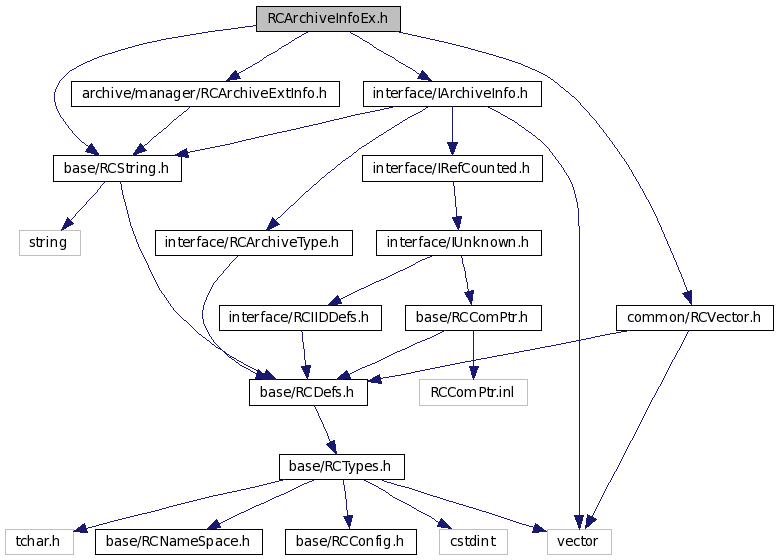 RCArchiveInfoEx.h
archive/manager/RCArchiveExtInfo.h
interface/IArchiveInfo.h
base/RCString.h
interface/IRefCounted.h
string
interface/RCArchiveType.h
interface/IUnknown.h
interface/RCIIDDefs.h
base/RCComPtr.h
common/RCVector.h
base/RCDefs.h
RCComPtr.inl
base/RCTypes.h
tchar.h
base/RCNameSpace.h
base/RCConfig.h
cstdint
vector